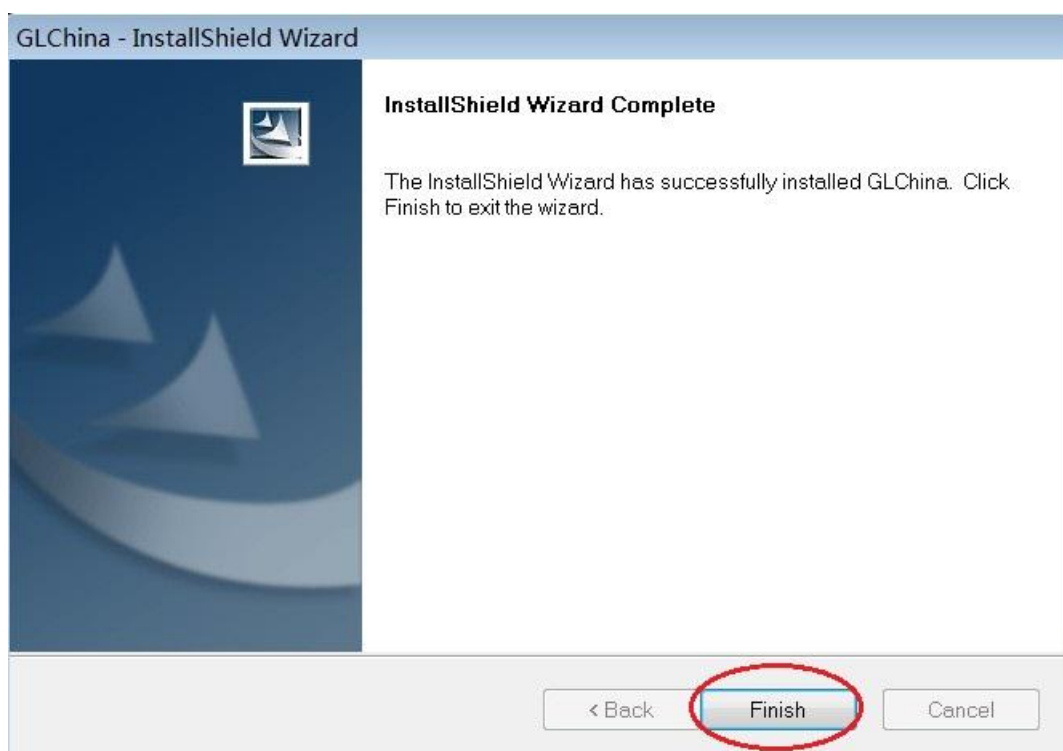 GLChina - InstallShield Wizard
InstallShield Wizard Complete
The InstallShield Wizard has successfully installed GLChina. Click
Finish to exit the wizard.
< Back
Finish
Cancel